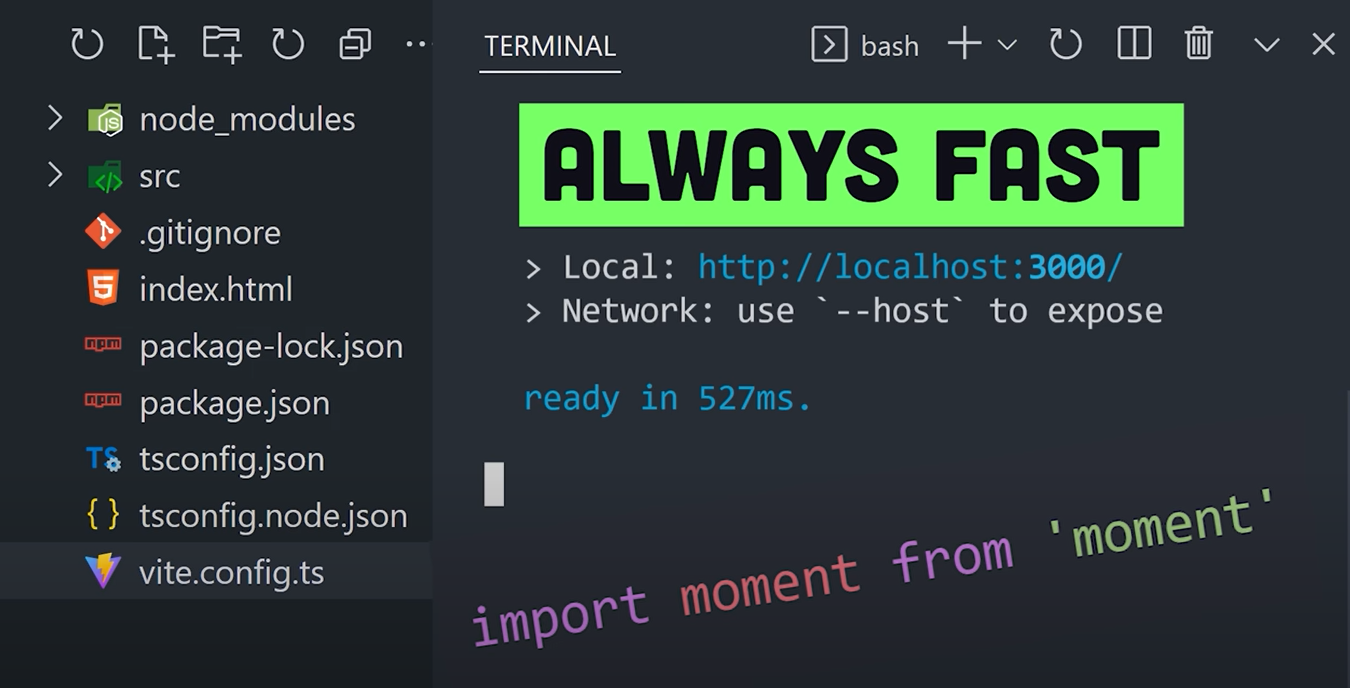 node_modules
src
.gitignore
index.html
package-lock.json
package.json
tsconfig.json
tsconfig.node.json
vite.config.ts
TERMINAL
bash
ALWAYS FAST
> Local: http://localhost:3000/
> Network: use `--host` to expose
ready in 527ms.
import moment from 'moment'